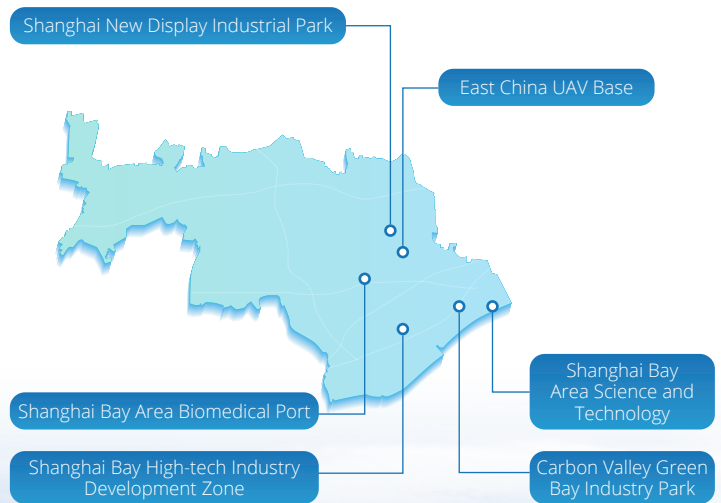 Shanghai New Display Industrial Park
East China UAV Base
Shanghai Bay
Area Science and
Technology
Shanghai Bay Area Biomedical Port
Shanghai Bay High-tech Industry
Development Zone
Carbon Valley Green
Bay Industry Park